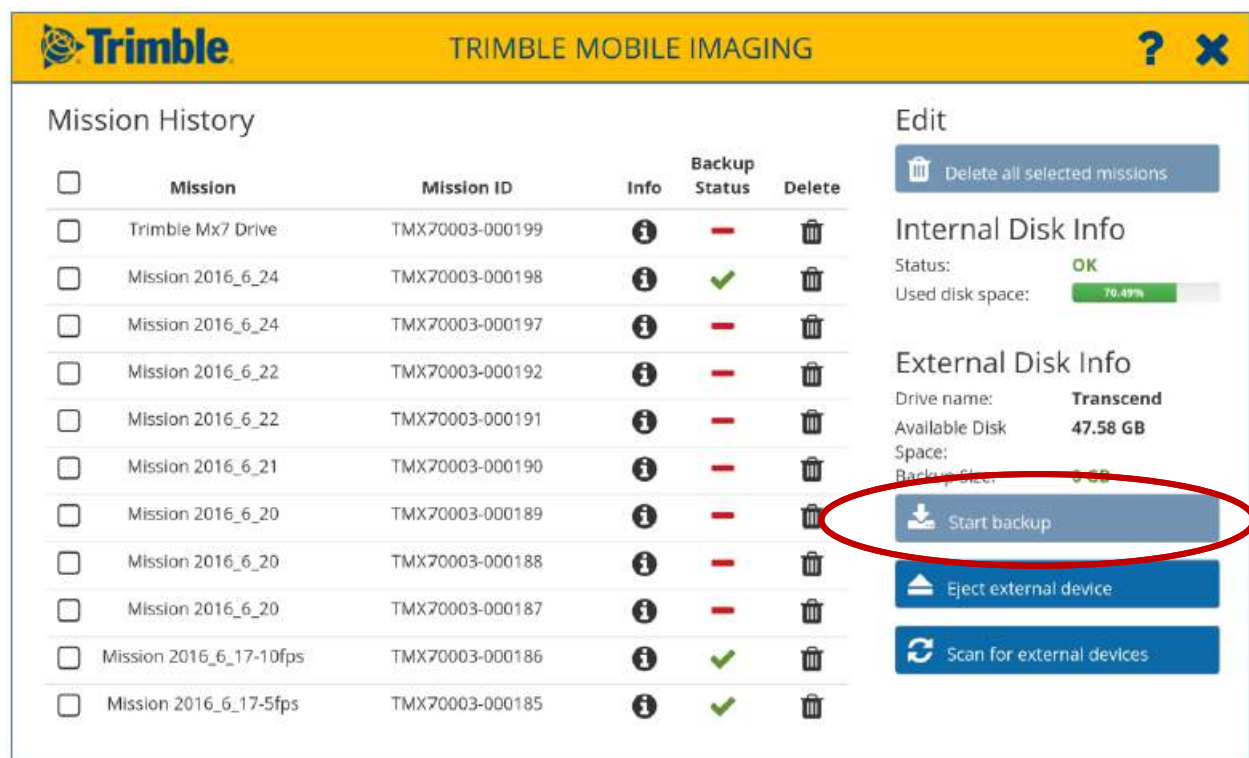 Trimble.
TRIMBLE MOBILE IMAGING
? ✖
Mission History
Mission Mission ID Info Backup Status Delete
Trimble Mx7 Drive TMX70003-000199
Mission 2016_6_24 TMX70003-000198
Mission 2016_6_24 TMX70003-000197
Mission 2016_6_22 TMX70003-000192
Mission 2016_6_22 TMX70003-000191
Mission 2016_6_21 TMX70003-000190
Mission 2016_6_20 TMX70003-000189
Mission 2016_6_20 TMX70003-000188
Mission 2016_6_20 TMX70003-000187
Mission 2016_6_17-10fps TMX70003-000186
Mission 2016_6_17-5fps TMX70003-000185
Edit
Delete all selected missions
Internal Disk Info
Status: OK
Used disk space: 70.49%
External Disk Info
Drive name: Transcend
Available Disk 47.58 GB
Space:
Backup Size: 0 GB
Start backup
Eject external device
Scan for external devices